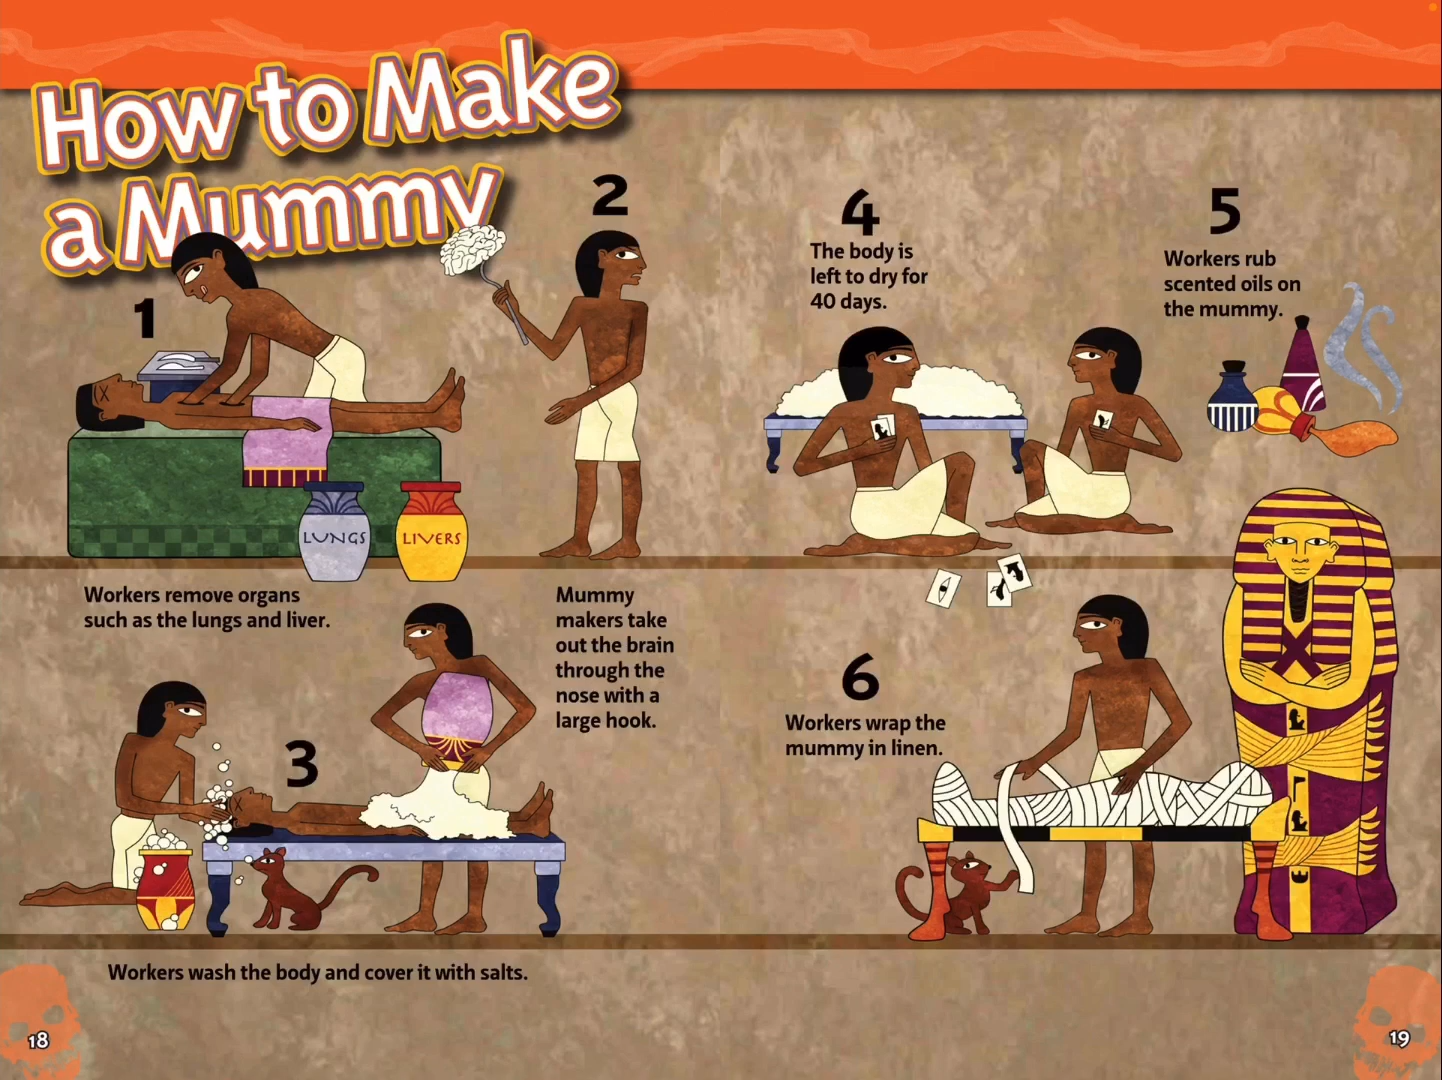 How to Make
a Mummy
1
LUNGS
LIVERS
Workers remove organs
such as the lungs and liver.
2
Mummy
makers take
out the brain
through the
nose with a
large hook.
3
Workers wash the body and cover it with salts.
18
4
The body is
left to dry for
40 days.
5
Workers rub
scented oils on
the mummy.
6
Workers wrap the
mummy in linen.
19